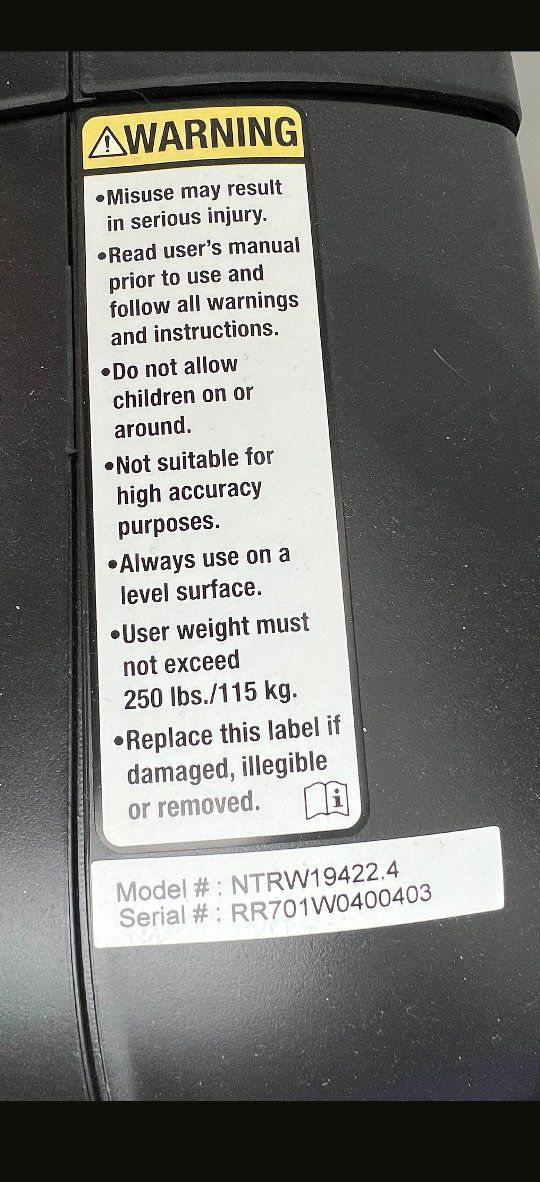 WARNING
•Misuse may result
in serious injury.
•Read user's manual
prior to use and
follow all warnings
and instructions.
•Do not allow
children on or
around.
•Not suitable for
high accuracy
purposes.
•Always use on a
level surface.
•User weight must
not exceed
250 lbs./115 kg.
•Replace this label if
damaged, illegible
or removed.
Model # : NTRW19422.4
Serial # : RR701W0400403